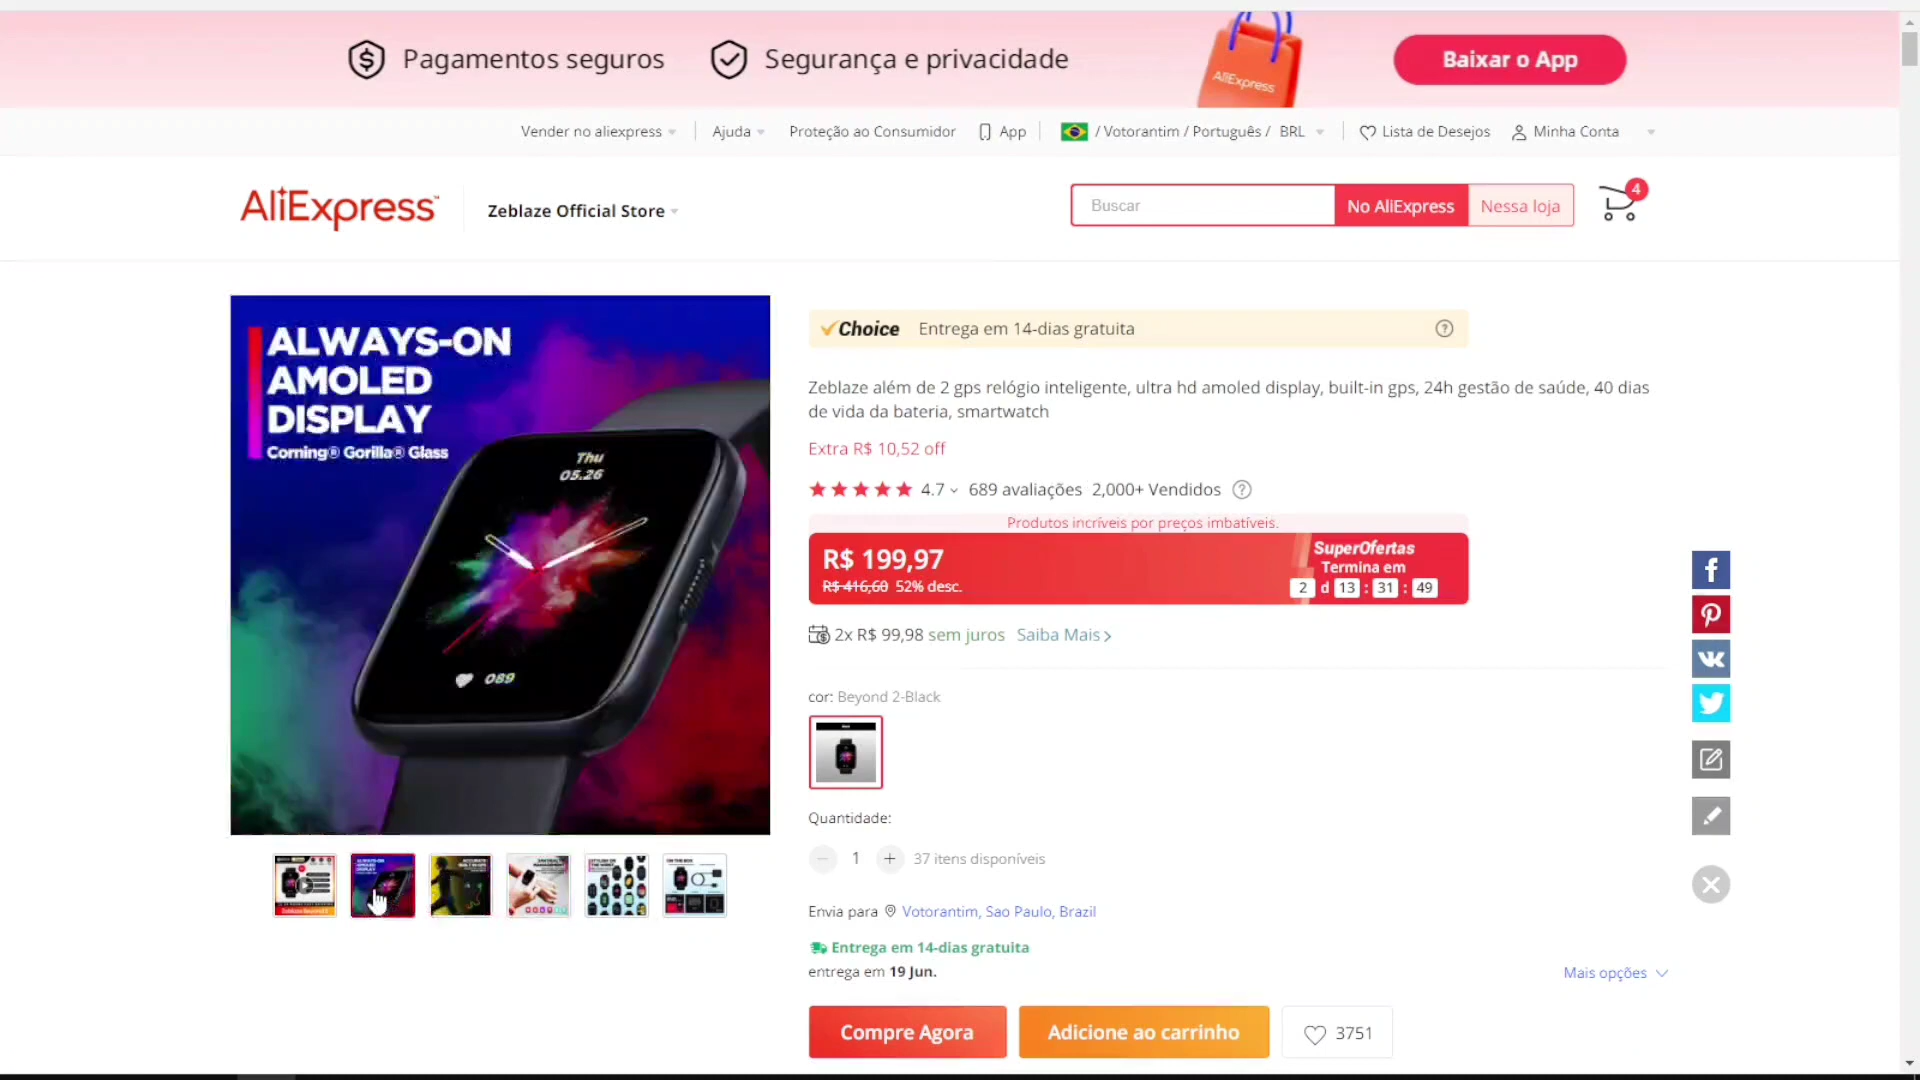 Pagamentos seguros
Segurança e privacidade
AliExpress
Baixar o App
Vender no aliexpress
Ajuda
Proteção ao Consumidor
App
/ Votorantim / Português / BRL
Lista de Desejos
Minha Conta
AliExpress
Zeblaze Official Store
Buscar
No AliExpress
Nessa loja
4
ALWAYS-ON
AMOLED
DISPLAY
Corning® Gorilla® Glass
Thu
05.26
089
Choice Entrega em 14-dias gratuita
Zeblaze além de 2 gps relógio inteligente, ultra hd amoled display, built-in gps, 24h gestão de saúde, 40 dias
de vida da bateria, smartwatch
Extra R$ 10,52 off
4.7 689 avaliações 2,000+ Vendidos
Produtos incríveis por preços imbatíveis.
R$ 199,97
R$ 416,60 52% desc.
SuperOfertas
Termina em
2 d 13 : 31 : 49
2x R$ 99,98 sem juros Saiba Mais
cor: Beyond 2-Black
Quantidade:
1
37 itens disponíveis
Envia para Votorantim, Sao Paulo, Brazil
Entrega em 14-dias gratuita
entrega em 19 Jun.
Mais opções
Compre Agora
Adicione ao carrinho
3751